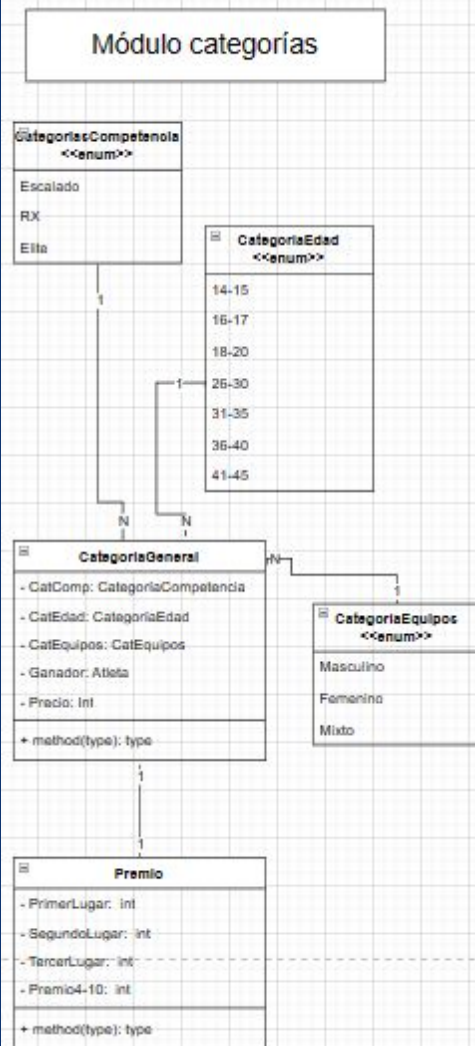 Módulo categorías
CategoriasCompetencia
<<enum>>
Escalado
RX
Elite
1
CategoriaEdad
<<enum>>
14-15
16-17
18-20
26-30
31-35
36-40
41-45
1
N
N
CategoriaGeneral
- CatComp: CategoriaCompetencia
- CatEdad: CategoriaEdad
- CatEquipos: CatEquipos
- Ganador: Atleta
- Precio: Int
+ method(type): type
N
1
CategoriaEquipos
<<enum>>
Masculino
Femenino
Mixto
1
1
Premio
- PrimerLugar: int
- SegundoLugar: int
- TercerLugar: int
- Premio4-10: int
+ method(type): type